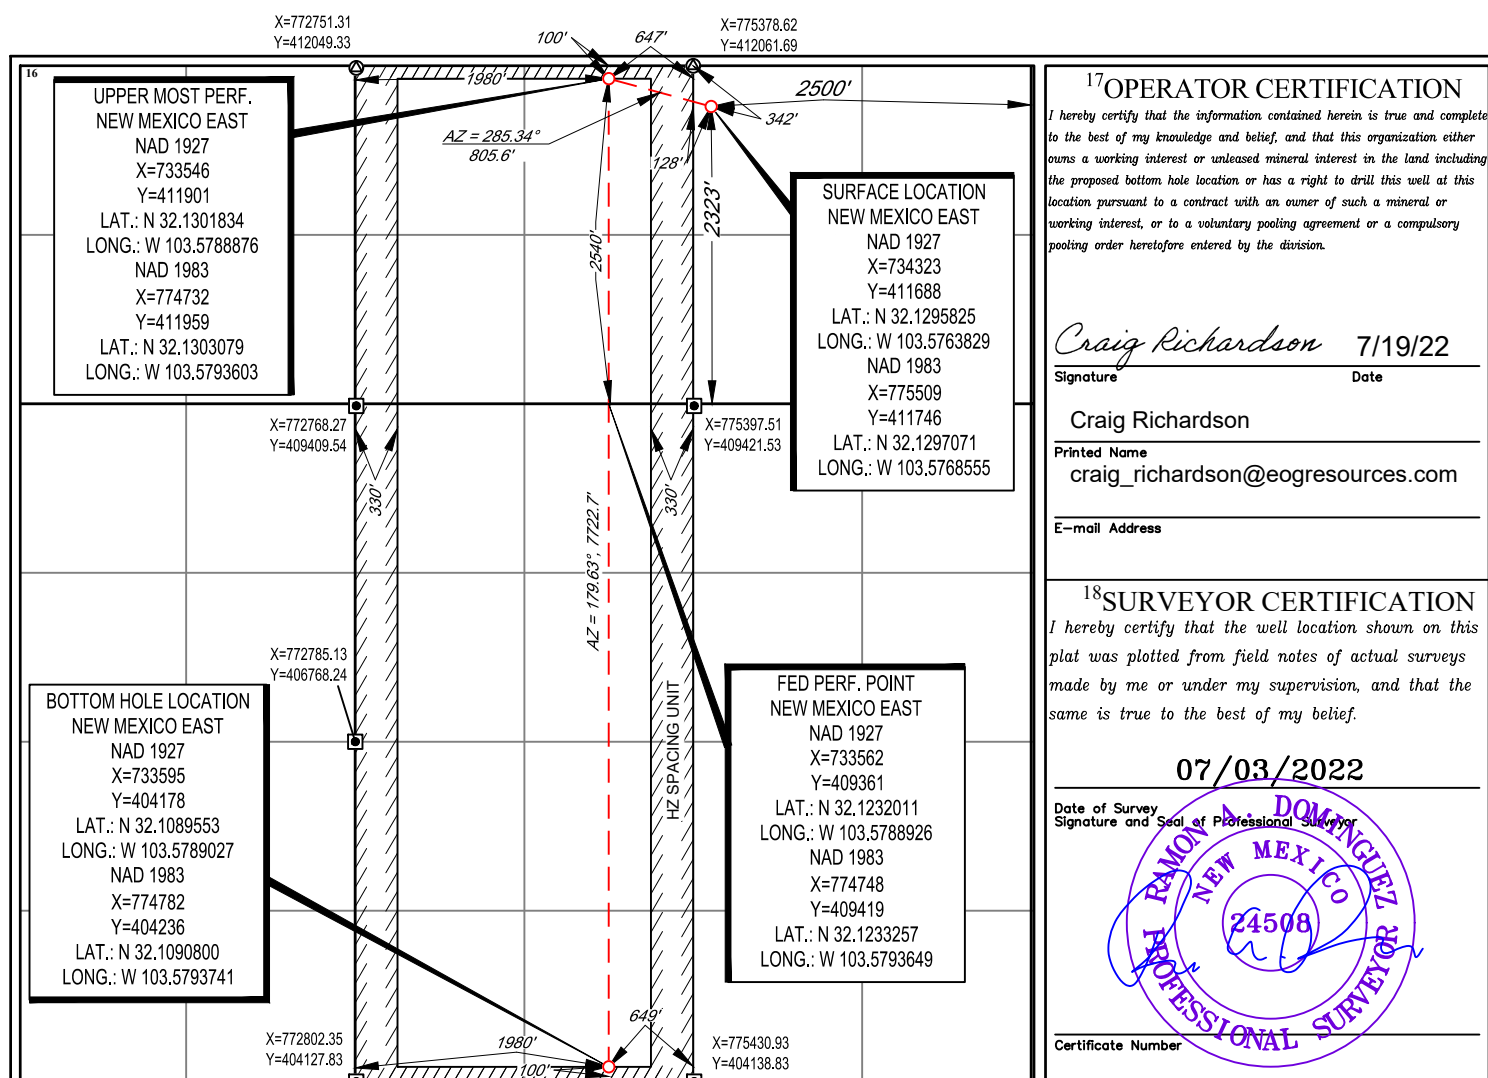 X=772751.31
Y=412049.33
100'
647'
X=775378.62
Y=412061.69
16
1980'
2500'
342'
128'
AZ = 285.34°
805.6'
2540'
2323'
UPPER MOST PERF.
NEW MEXICO EAST
NAD 1927
X=733546
Y=411901
LAT.: N 32.1301834
LONG.: W 103.5788876
NAD 1983
X=774732
Y=411959
LAT.: N 32.1303079
LONG.: W 103.5793603
SURFACE LOCATION
NEW MEXICO EAST
NAD 1927
X=734323
Y=411688
LAT.: N 32.1295825
LONG.: W 103.5763829
NAD 1983
X=775509
Y=411746
LAT.: N 32.1297071
LONG.: W 103.5768555
X=772768.27
Y=409409.54
X=775397.51
Y=409421.53
330'
330'
AZ = 179.63°, 7722.7'
X=772785.13
Y=406768.24
HZ SPACING UNIT
BOTTOM HOLE LOCATION
NEW MEXICO EAST
NAD 1927
X=733595
Y=404178
LAT.: N 32.1089553
LONG.: W 103.5789027
NAD 1983
X=774782
Y=404236
LAT.: N 32.1090800
LONG.: W 103.5793741
FED PERF. POINT
NEW MEXICO EAST
NAD 1927
X=733562
Y=409361
LAT.: N 32.1232011
LONG.: W 103.5788926
NAD 1983
X=774748
Y=409419
LAT.: N 32.1233257
LONG.: W 103.5793649
X=772802.35
Y=404127.83
1980'
100'
649'
X=775430.93
Y=404138.83
17 OPERATOR CERTIFICATION
I hereby certify that the information contained herein is true and complete
to the best of my knowledge and belief, and that this organization either
owns a working interest or unleased mineral interest in the land including
the proposed bottom hole location or has a right to drill this well at this
location pursuant to a contract with an owner of such a mineral or
working interest, or to a voluntary pooling agreement or a compulsory
pooling order heretofore entered by the division.
Craig Richardson 7/19/22
Signature Date
Craig Richardson
Printed Name
craig_richardson@eogresources.com
E-mail Address
18 SURVEYOR CERTIFICATION
I hereby certify that the well location shown on this
plat was plotted from field notes of actual surveys
made by me or under my supervision, and that the
same is true to the best of my belief.
07/03/2022
Date of Survey
Signature and Seal of Professional Surveyor
RAMON A. DOMINGUEZ
NEW MEXICO
24508
PROFESSIONAL SURVEYOR
Certificate Number